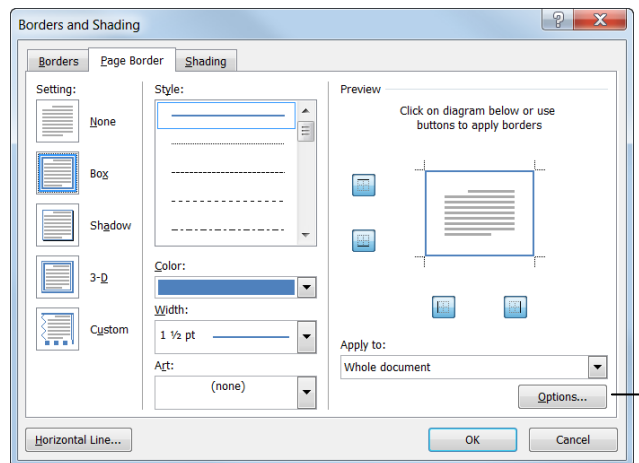 Borders and Shading
Borders Page Border Shading
Setting:
None
Box
Shadow
3-D
Custom
Style:
Color:
Width:
1 ½ pt
Art:
(none)
Preview
Click on diagram below or use
buttons to apply borders
Apply to:
Whole document
Options...
Horizontal Line...
OK
Cancel